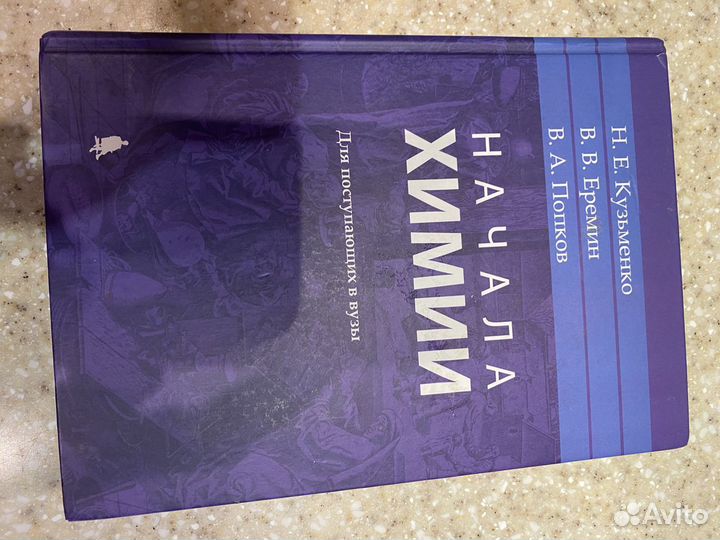 Н. Е. Кузьменко
В. В. Еремин
В. А. Попков
НАЧАЛА
ХИМИИ
Для поступающих в вузы
Avito